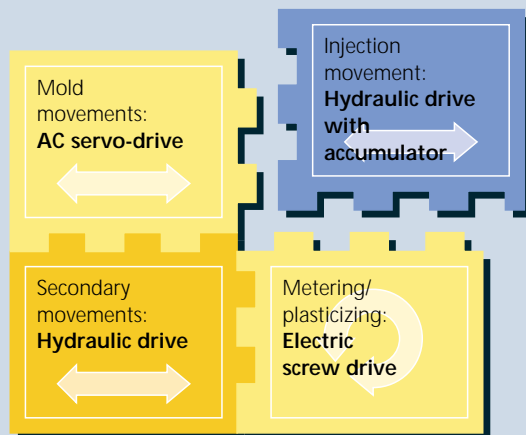 Mold
movements:
AC servo-drive
Injection
movement:
Hydraulic drive
with
accumulator
Secondary
movements:
Hydraulic drive
Metering/
plasticizing:
Electric
screw drive